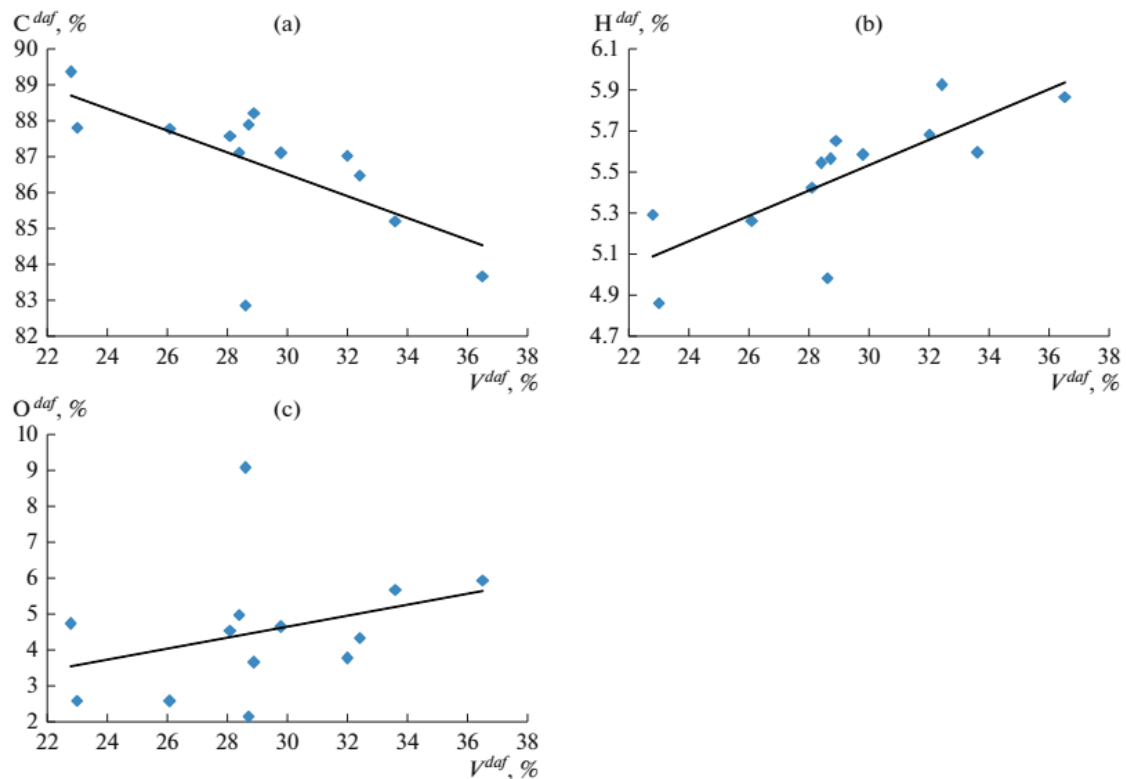 C^daf, %
(a)
90
89
88
87
86
85
84
83
82
22 24 26 28 30 32 34 36 38
V^daf, %
H^daf, %
(b)
6.1
5.9
5.7
5.5
5.3
5.1
4.9
4.7
22 24 26 28 30 32 34 36 38
V^daf, %
O^daf, %
(c)
10
9
8
7
6
5
4
3
2
22 24 26 28 30 32 34 36 38
V^daf, %